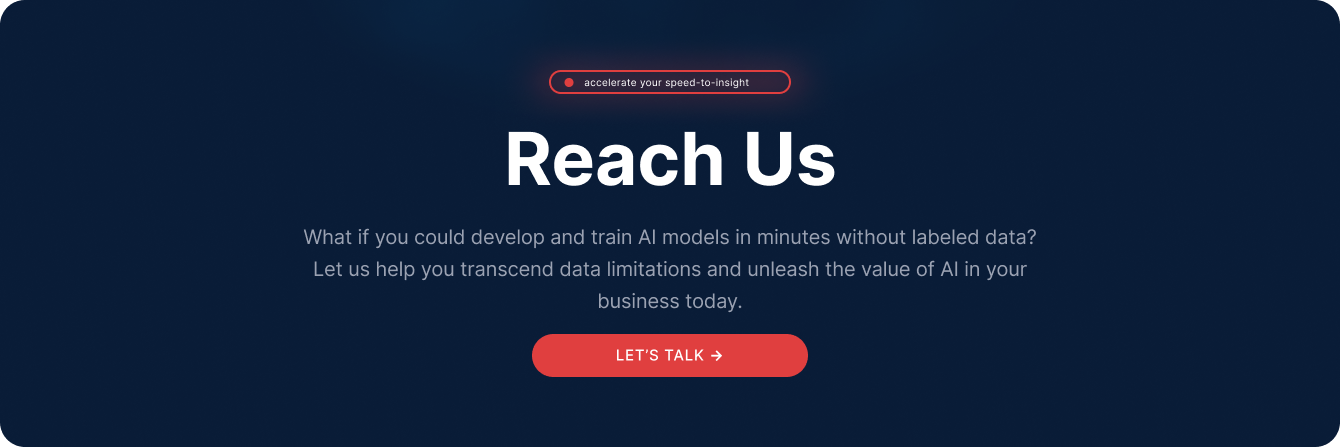 accelerate your speed-to-insight
Reach Us
What if you could develop and train AI models in minutes without labeled data?
Let us help you transcend data limitations and unleash the value of AI in your
business today.
LET'S TALK →